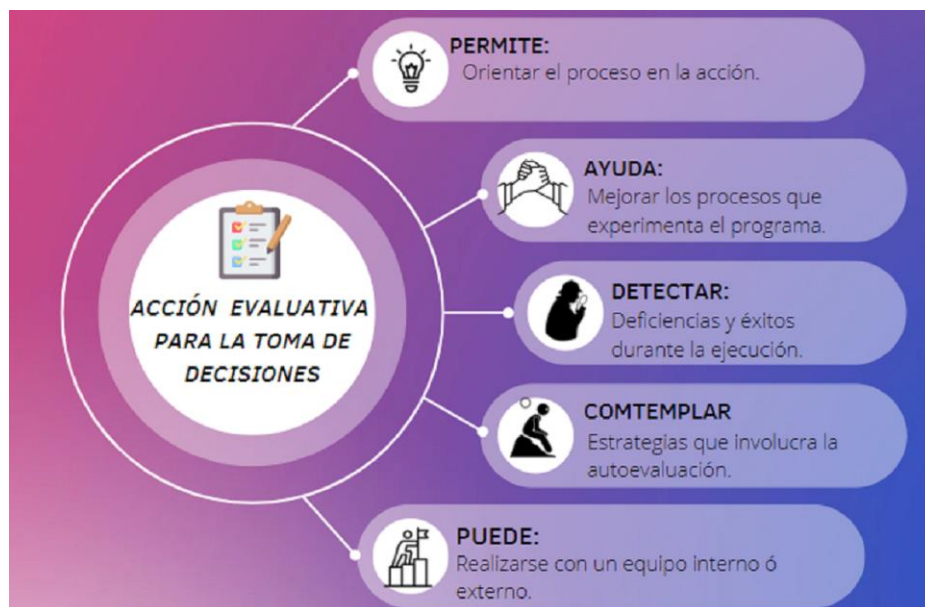 PERMITE:
Orientar el proceso en la acción.
AYUDA:
Mejorar los procesos que
experimenta el programa.
ACCIÓN EVALUATIVA
PARA LA TOMA DE
DECISIONES
DETECTAR:
Deficiencias y éxitos
durante la ejecución.
COMTEMPLAR
Estrategias que involucra la
autoevaluación.
PUEDE:
Realizarse con un equipo interno ó
externo.